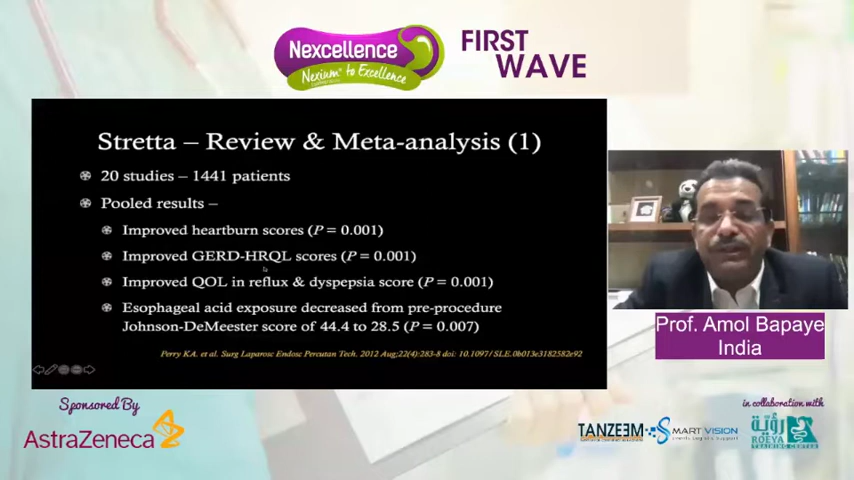 Nexcellence
Nexium® to Excellence
FIRST
WAVE
Stretta – Review & Meta-analysis (1)
20 studies – 1441 patients
Pooled results –
Improved heartburn scores (P = 0.001)
Improved GERD-HRQL scores (P = 0.001)
Improved QOL in reflux & dyspepsia score (P = 0.001)
Esophageal acid exposure decreased from pre-procedure
Johnson-DeMeester score of 44.4 to 28.5 (P = 0.007)
Perry KA. et al. Surg Laparosc Endosc Percutan Tech. 2012 Aug;22(4):283-8 doi: 10.1097/SLE.0b013e3182582e92
Prof. Amol Bapaye
India
Sponsored By
AstraZeneca
in collaboration with
TANZEEM
SMART VISION
رؤية
ROEYA
TRAINING CENTER